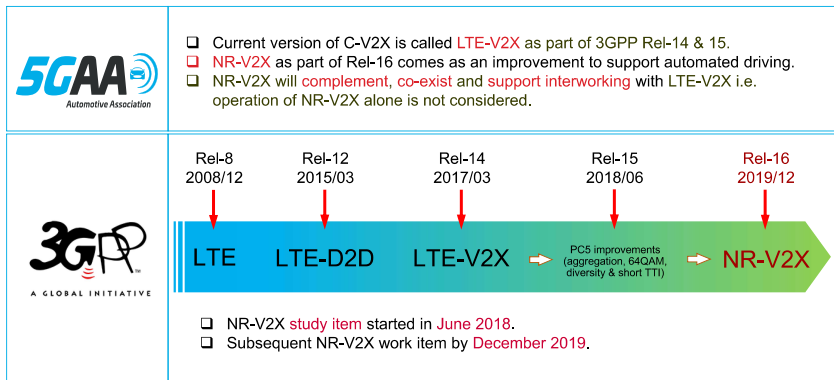 5GAA
Automotive Association
❑ Current version of C-V2X is called LTE-V2X as part of 3GPP Rel-14 & 15.
❑ NR-V2X as part of Rel-16 comes as an improvement to support automated driving.
❑ NR-V2X will complement, co-exist and support interworking with LTE-V2X i.e.
operation of NR-V2X alone is not considered.
3GPP™
A GLOBAL INITIATIVE
Rel-8
2008/12
Rel-12
2015/03
Rel-14
2017/03
Rel-15
2018/06
Rel-16
2019/12
LTE
LTE-D2D
LTE-V2X
PC5 improvements
(aggregation, 64QAM,
diversity & short TTI)
NR-V2X
❑ NR-V2X study item started in June 2018.
❑ Subsequent NR-V2X work item by December 2019.